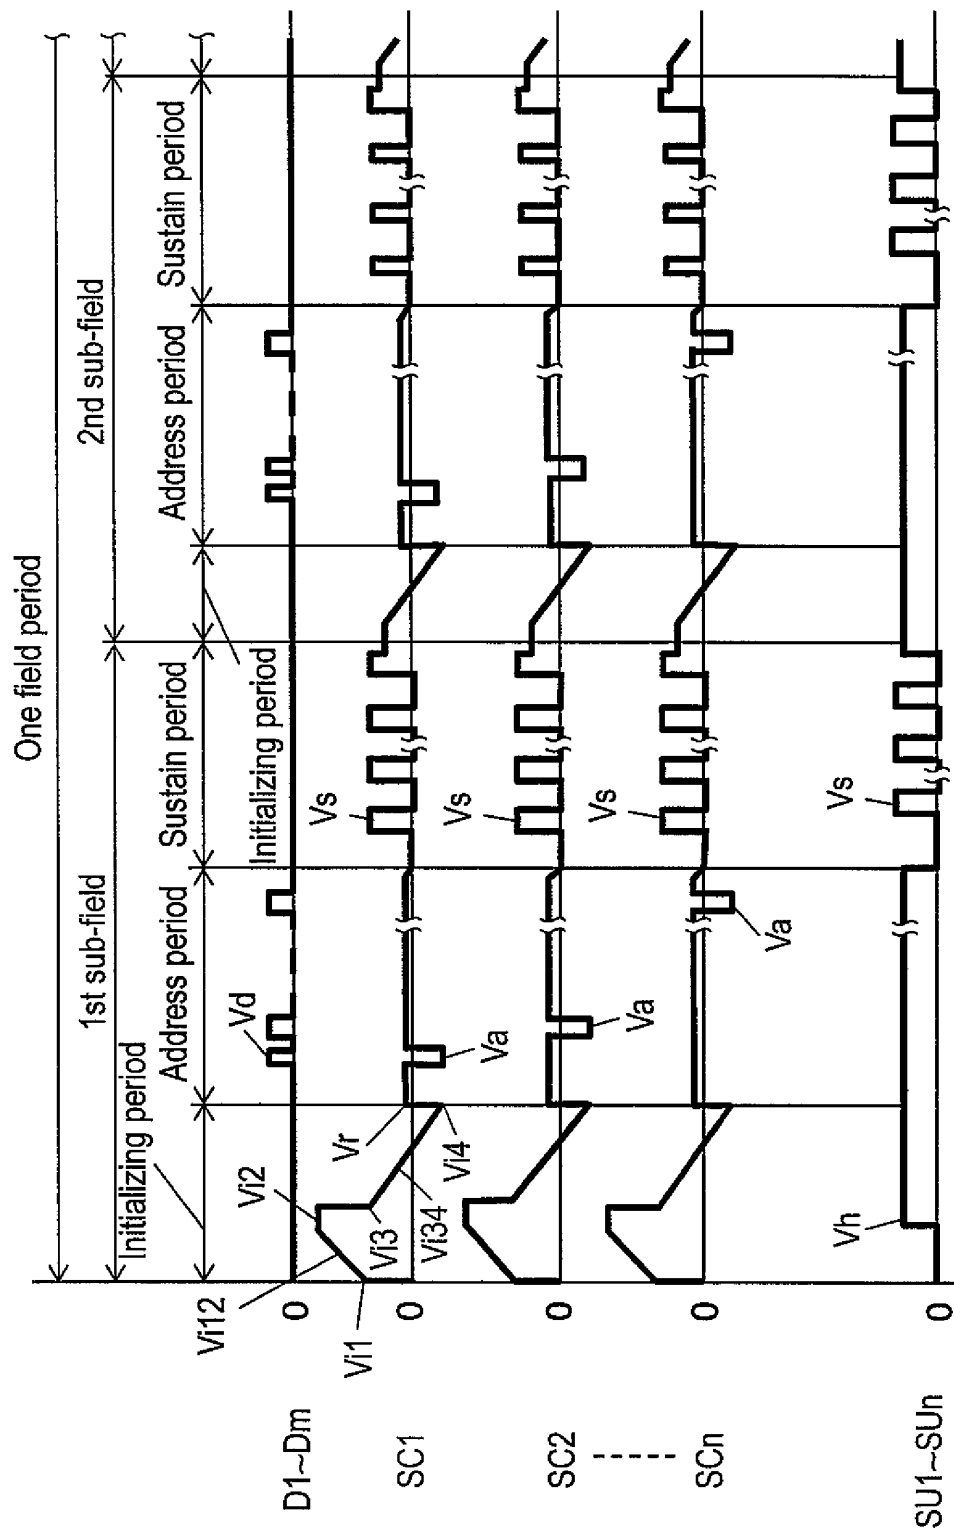 One field period
1st sub-field
2nd sub-field
Initializing period
Address period
Sustain period
Initializing period
Address period
Sustain period
D1~Dm
0
Vd
Vi12
Vi2
Vi1
SC1
0
Vi3
Vi34
Vr
Vi4
Va
Vs
SC2
0
Va
Vs
SCn
0
Va
Vs
SU1~SUn
0
Vh
Vs